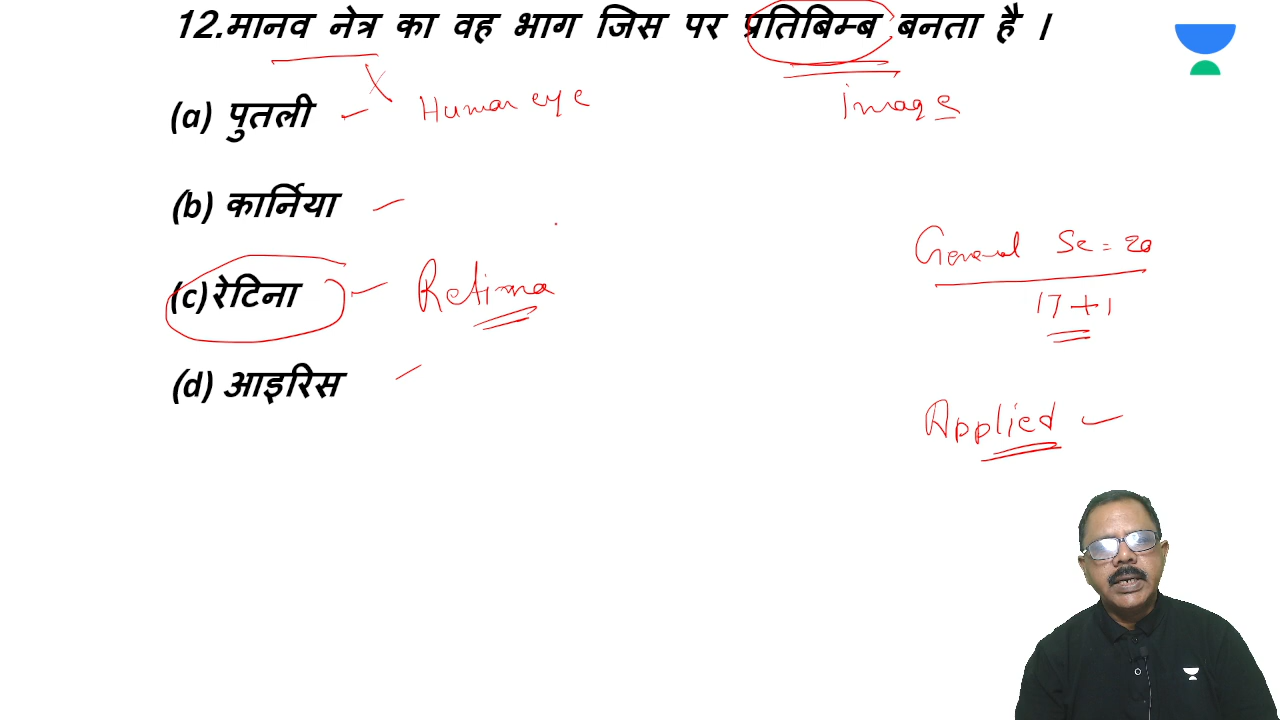 12.मानव नेत्र का वह भाग जिस पर प्रतिबिम्ब बनता है ।
(a) पुतली
Human eye
Image
(b) कार्निया
General Sc = 20
17+1
(c)रेटिना
Retina
(d) आइरिस
Applied